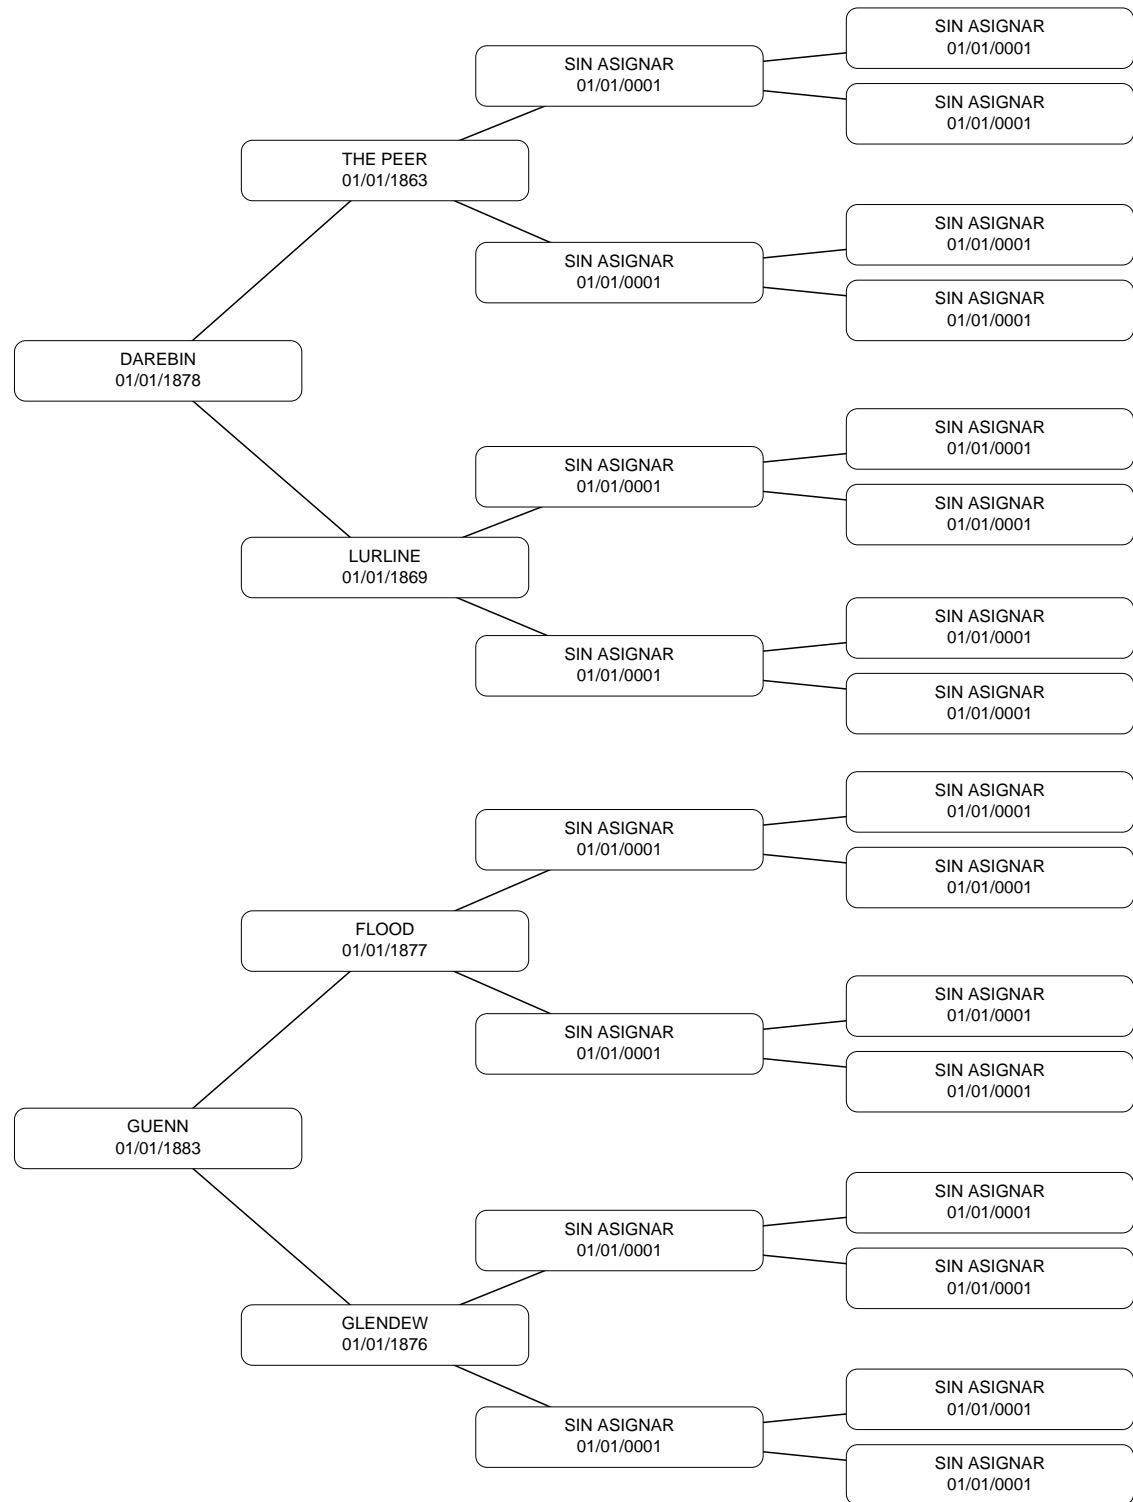 SIN ASIGNAR
01/01/0001
SIN ASIGNAR
01/01/0001
SIN ASIGNAR
01/01/0001
THE PEER
01/01/1863
SIN ASIGNAR
01/01/0001
SIN ASIGNAR
01/01/0001
SIN ASIGNAR
01/01/0001
DAREBIN
01/01/1878
SIN ASIGNAR
01/01/0001
SIN ASIGNAR
01/01/0001
SIN ASIGNAR
01/01/0001
LURLINE
01/01/1869
SIN ASIGNAR
01/01/0001
SIN ASIGNAR
01/01/0001
SIN ASIGNAR
01/01/0001
SIN ASIGNAR
01/01/0001
SIN ASIGNAR
01/01/0001
SIN ASIGNAR
01/01/0001
FLOOD
01/01/1877
SIN ASIGNAR
01/01/0001
SIN ASIGNAR
01/01/0001
SIN ASIGNAR
01/01/0001
GUENN
01/01/1883
SIN ASIGNAR
01/01/0001
SIN ASIGNAR
01/01/0001
SIN ASIGNAR
01/01/0001
GLENDEW
01/01/1876
SIN ASIGNAR
01/01/0001
SIN ASIGNAR
01/01/0001
SIN ASIGNAR
01/01/0001